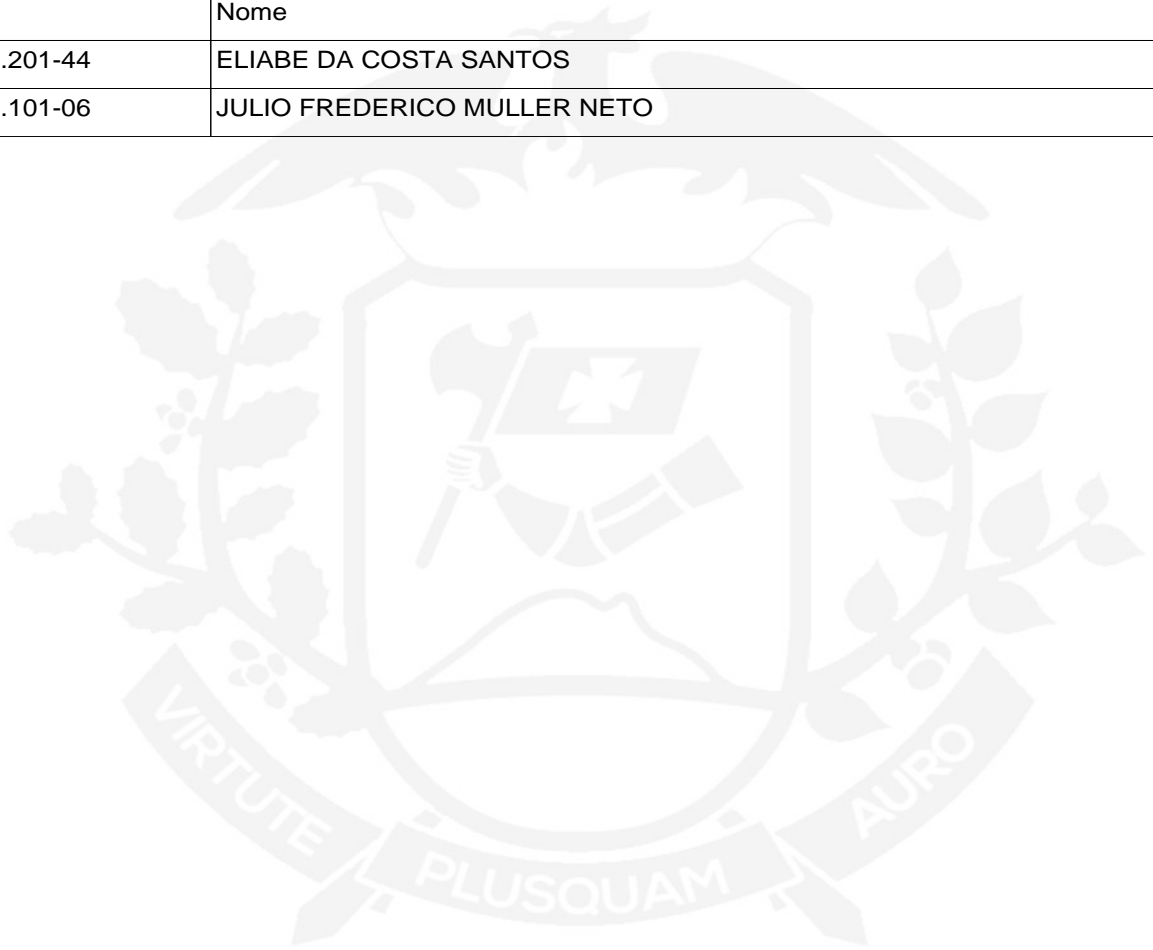 Nome
.201-44 ELIABE DA COSTA SANTOS
.101-06 JULIO FREDERICO MULLER NETO
VIRTUTE PLUSQUAM AURO